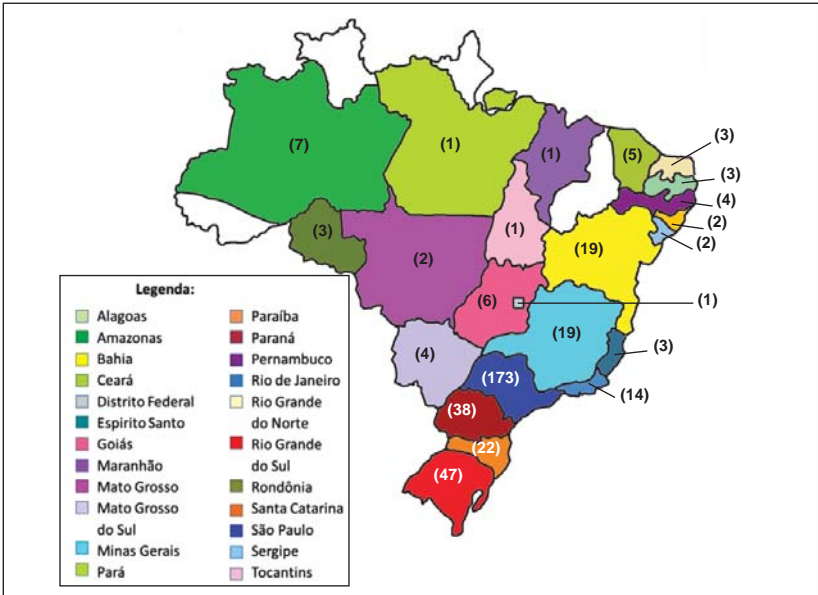 (7)
(1)
(1)
(5)
(3)
(3)
(4)
(2)
(2)
(3)
(2)
(1)
(19)
(6)
(1)
(4)
(19)
(3)
(173)
(14)
(38)
(22)
(47)
Legenda:
Alagoas
Amazonas
Bahia
Ceará
Distrito Federal
Espirito Santo
Goiás
Maranhão
Mato Grosso
Mato Grosso
do Sul
Minas Gerais
Pará
Paraíba
Paraná
Pernambuco
Rio de Janeiro
Rio Grande
do Norte
Rio Grande
do Sul
Rondônia
Santa Catarina
São Paulo
Sergipe
Tocantins